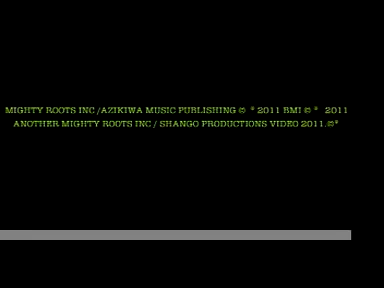 MIGHTY ROOTS INC /AZIKIWA MUSIC PUBLISHING © * 2011 BMI © * 2011
ANOTHER MIGHTY ROOTS INC / SHANGO PRODUCTIONS VIDEO 2011.©*